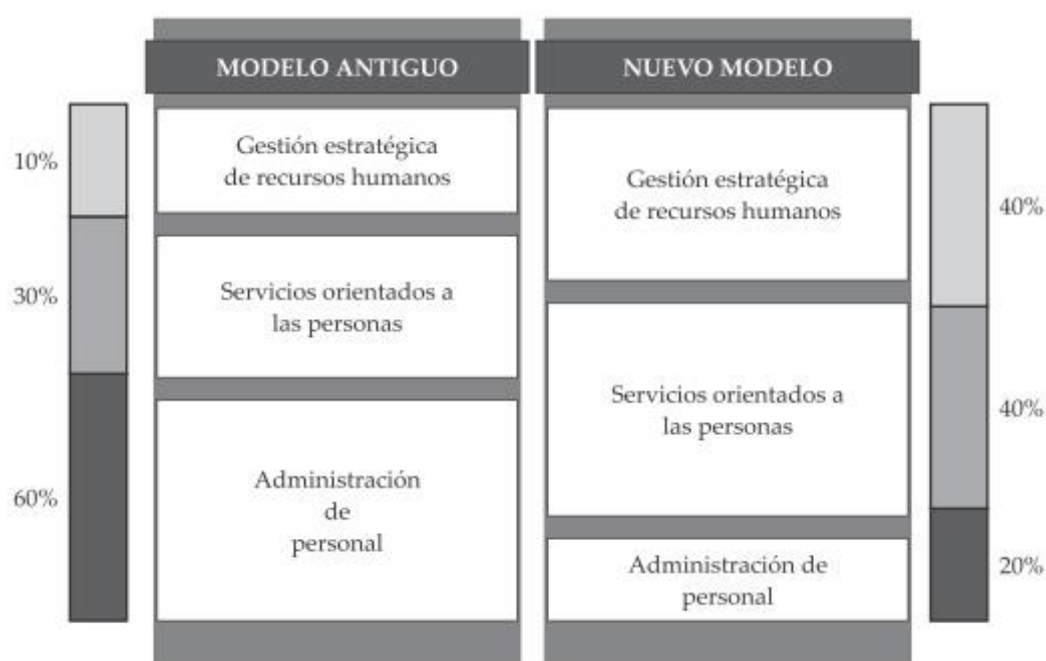 MODELO ANTIGUO
10%
Gestión estratégica
de recursos humanos
30%
Servicios orientados a
las personas
60%
Administración
de
personal
NUEVO MODELO
Gestión estratégica
de recursos humanos
40%
Servicios orientados a
las personas
40%
Administración de
personal
20%